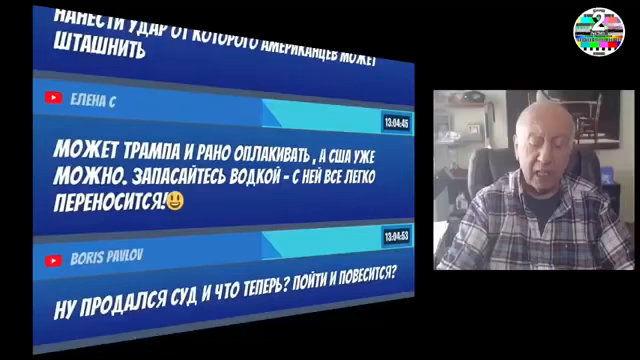 НАНЕСТИ УДАР ОТ КОТОРОГО АМЕРИКАНЦЕВ МОЖЕТ
ШТАШНИТЬ
ЕЛЕНА С
13:04:45
МОЖЕТ ТРАМПА И РАНО ОПЛАКИВАТЬ , А США УЖЕ
МОЖНО. ЗАПАСАЙТЕСЬ ВОДКОЙ - С НЕЙ ВСЕ ЛЕГКО
ПЕРЕНОСИТСЯ!😃
BORIS PAVLOV
13:04:53
НУ ПРОДАЛСЯ СУД И ЧТО ТЕПЕРЬ? ПОЙТИ И ПОВЕСИТСЯ?
2